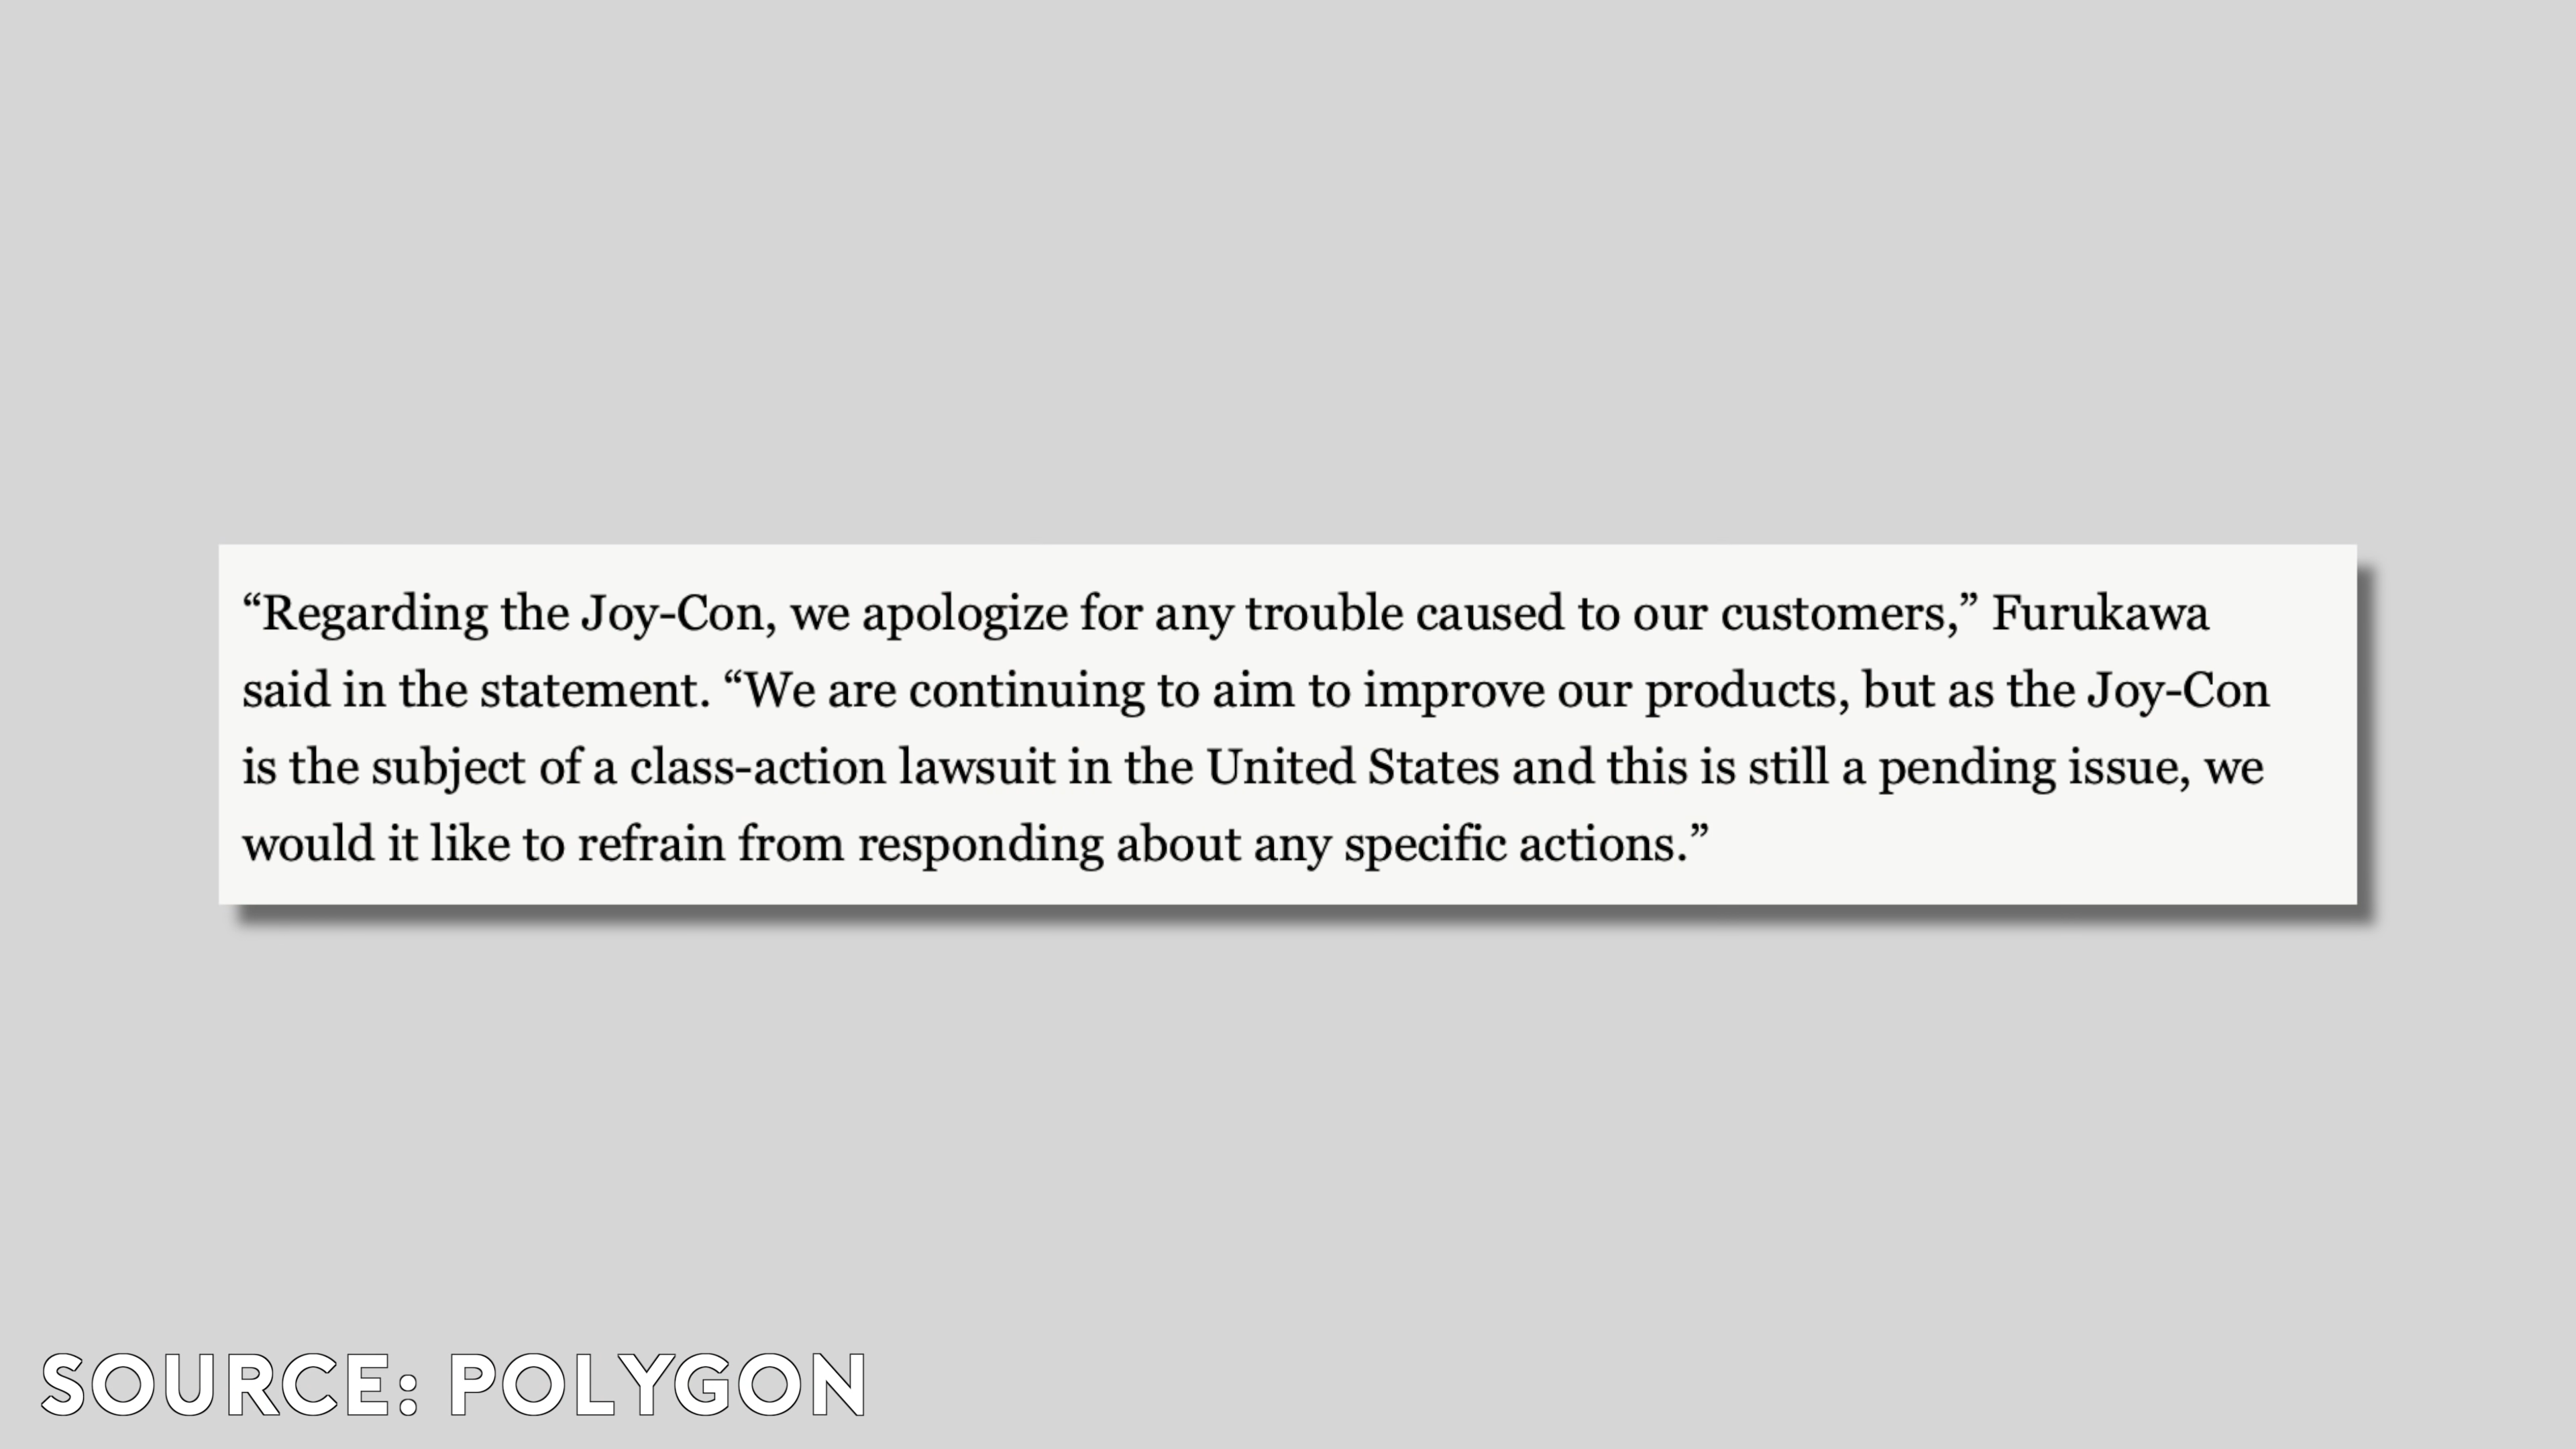 “Regarding the Joy-Con, we apologize for any trouble caused to our customers,” Furukawa
said in the statement. “We are continuing to aim to improve our products, but as the Joy-Con
is the subject of a class-action lawsuit in the United States and this is still a pending issue, we
would it like to refrain from responding about any specific actions.”
SOURCE: POLYGON